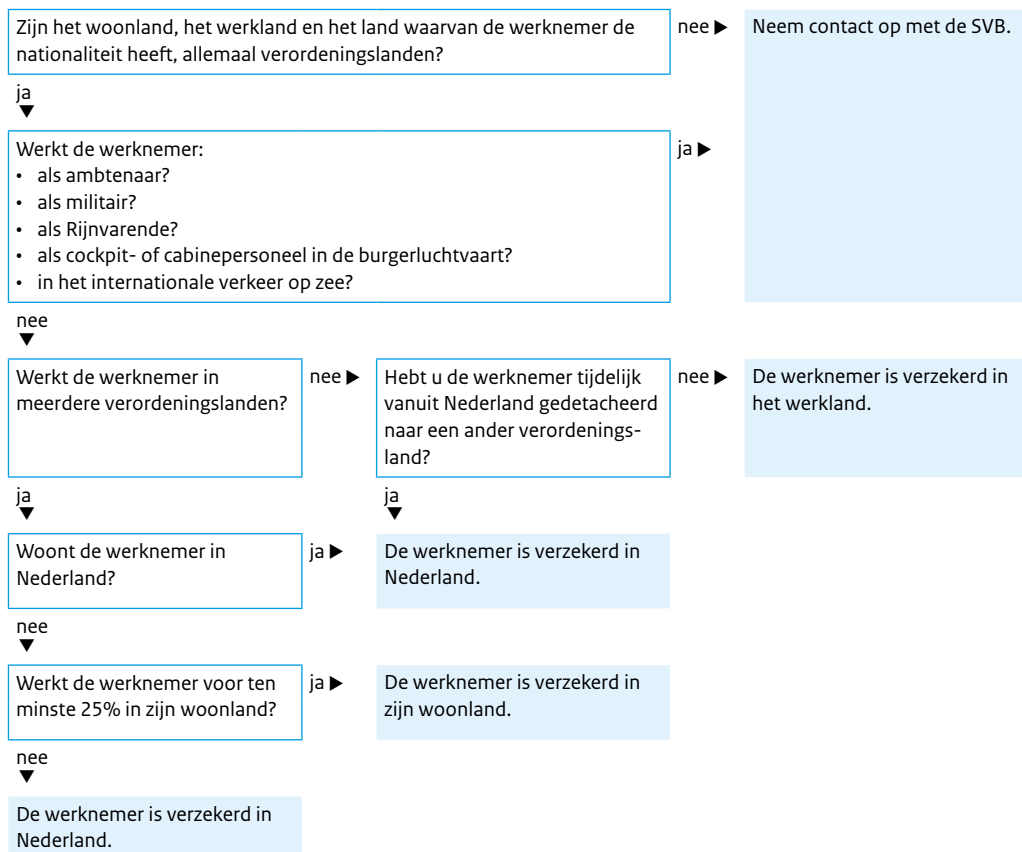 Zijn het woonland, het werkland en het land waarvan de werknemer de
nationaliteit heeft, allemaal verordeningslanden?
nee ▶
Neem contact op met de SVB.
ja
▼
Werkt de werknemer:
• als ambtenaar?
• als militair?
• als Rijnvarende?
• als cockpit- of cabinepersoneel in de burgerluchtvaart?
• in het internationale verkeer op zee?
ja ▶
nee
▼
Werkt de werknemer in
meerdere verordeningslanden?
nee ▶
Hebt u de werknemer tijdelijk
vanuit Nederland gedetacheerd
naar een ander verordenings-
land?
nee ▶
De werknemer is verzekerd in
het werkland.
ja
▼
ja
▼
Woont de werknemer in
Nederland?
ja ▶
De werknemer is verzekerd in
Nederland.
nee
▼
Werkt de werknemer voor ten
minste 25% in zijn woonland?
ja ▶
De werknemer is verzekerd in
zijn woonland.
nee
▼
De werknemer is verzekerd in
Nederland.